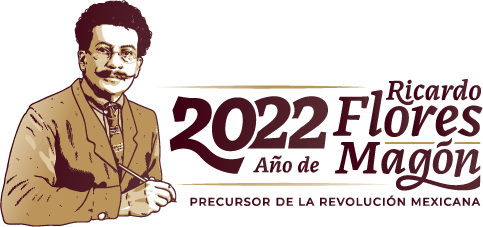 2022
Año de
Ricardo
Flores
Magón
PRECURSOR DE LA REVOLUCIÓN MEXICANA